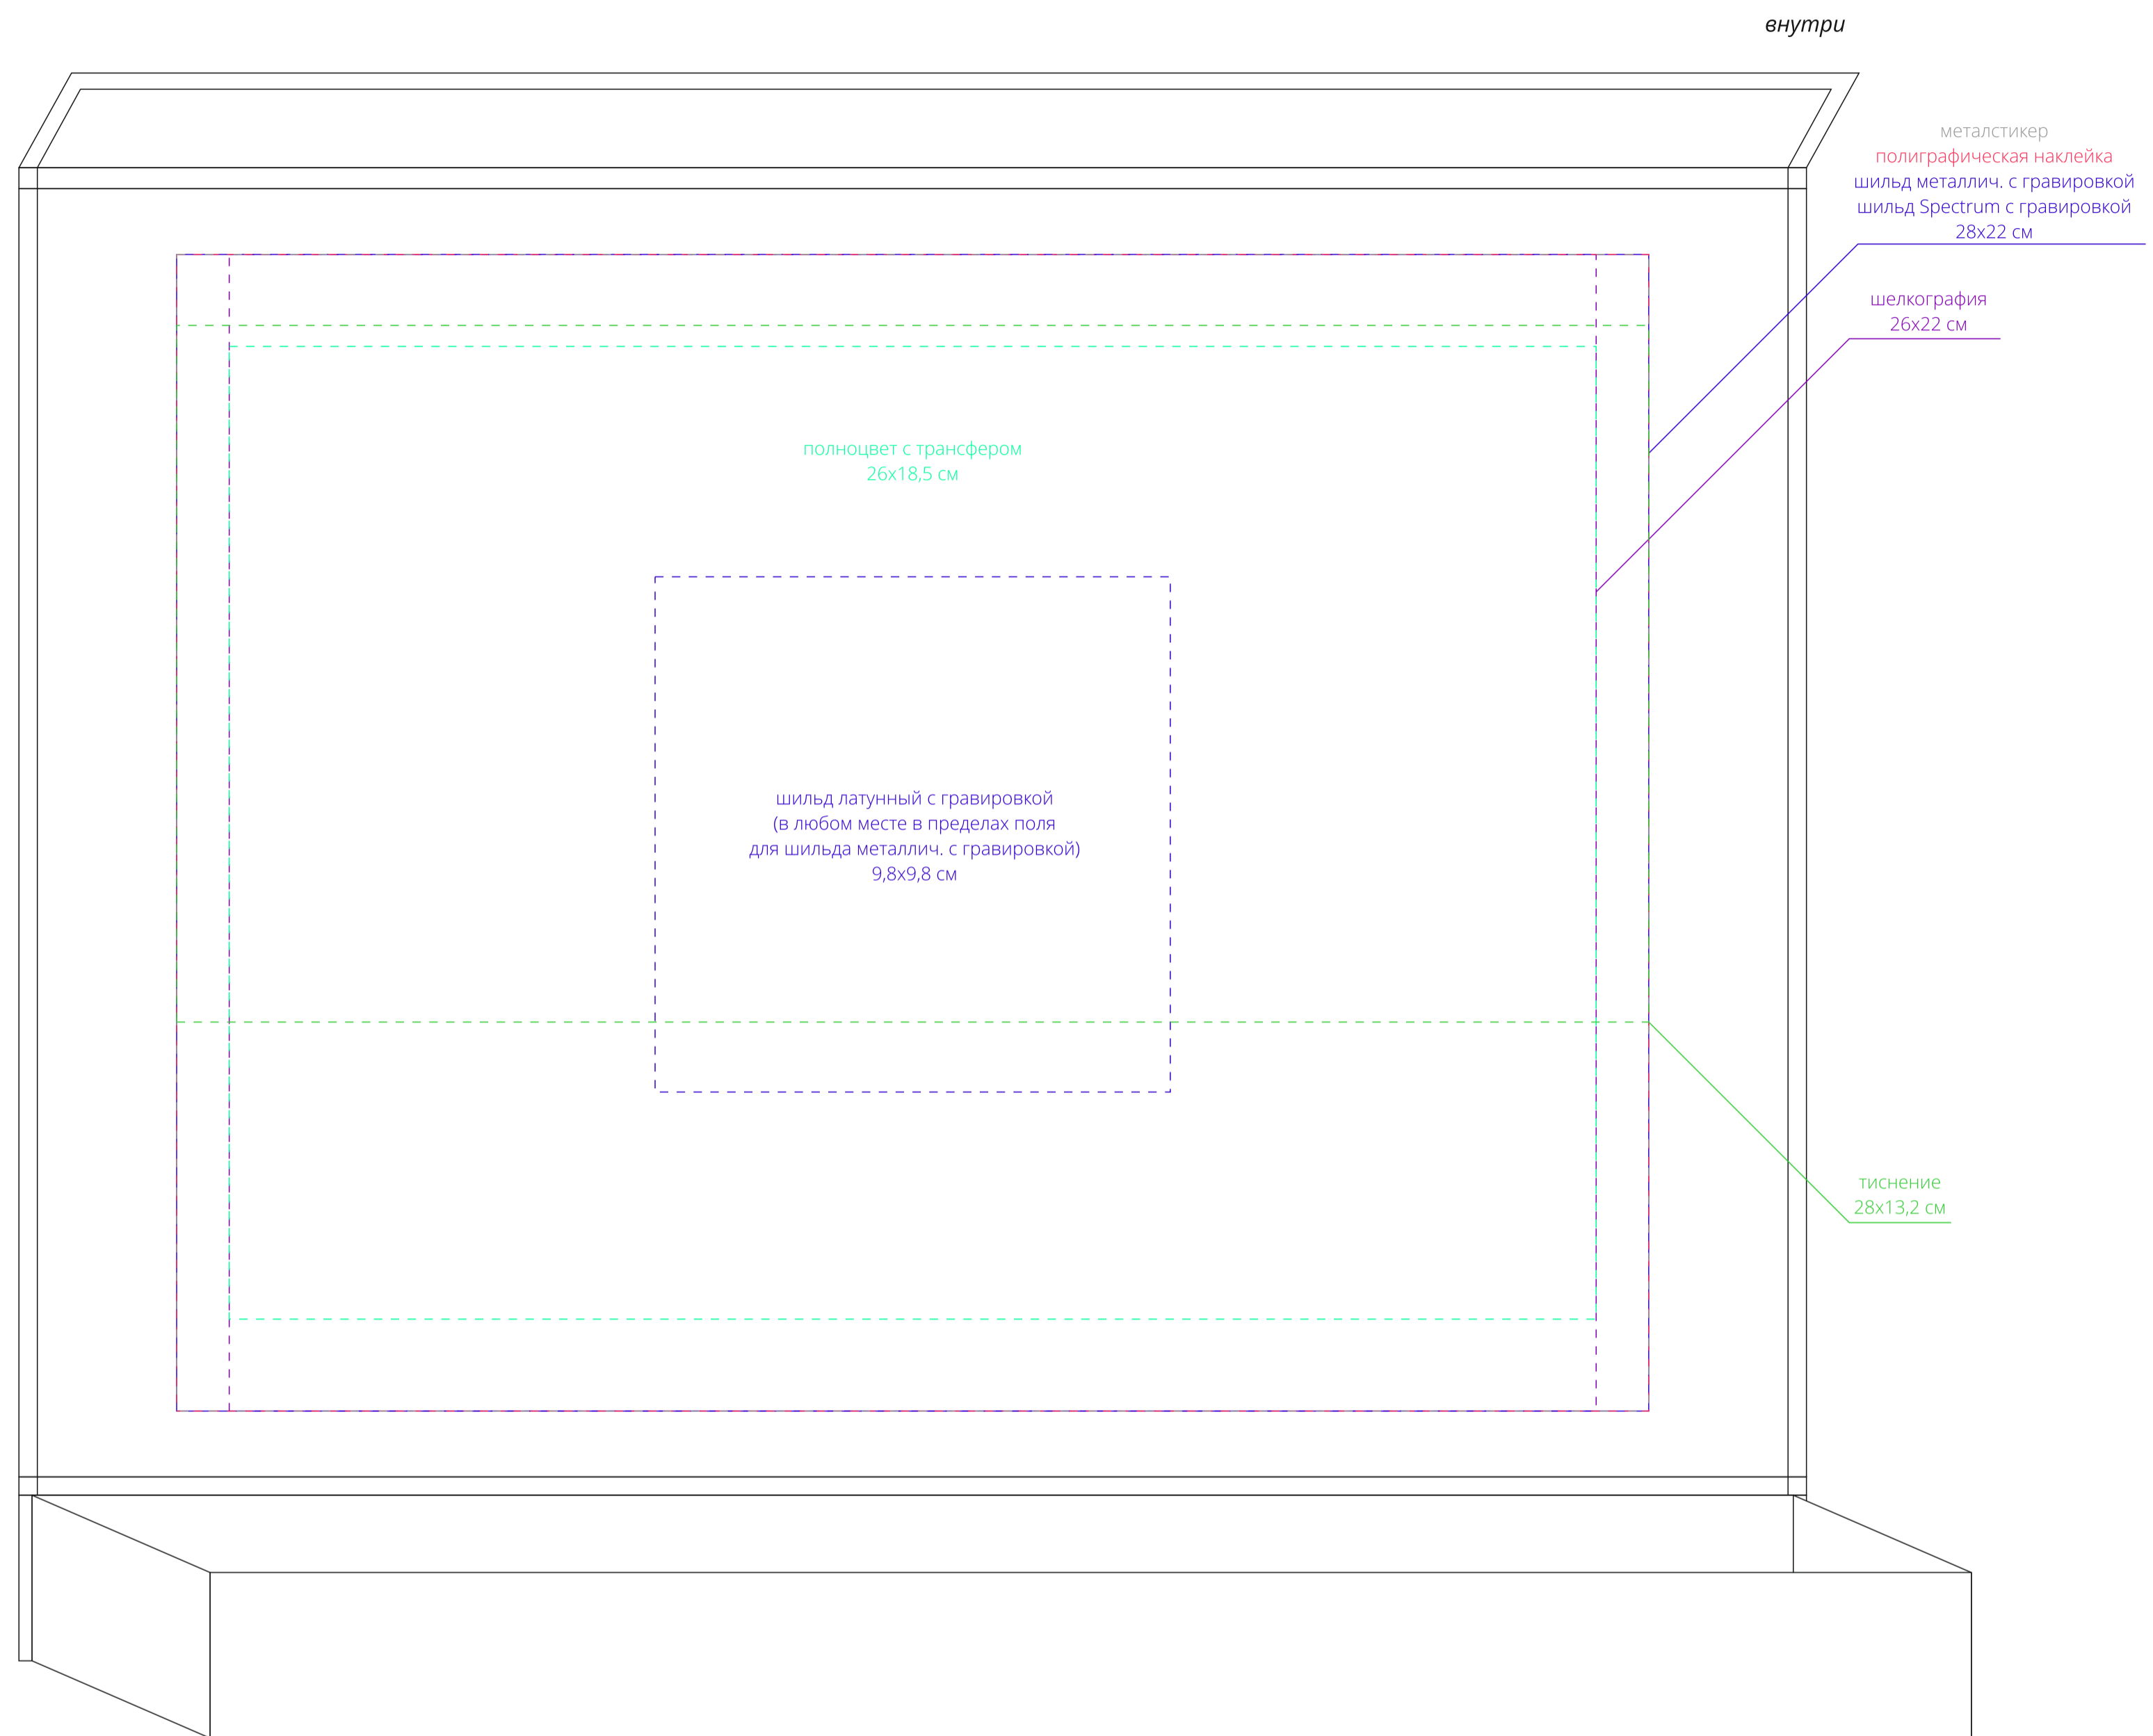 внутри
металстикер
полиграфическая наклейка
шильд металлич. с гравировкой
шильд Spectrum с гравировкой
28х22 см
шелкография
26х22 см
полноцвет с трансфером
26х18,5 см
шильд латунный с гравировкой
(в любом месте в пределах поля
для шильда металлич. с гравировкой)
9,8х9,8 см
тиснение
28х13,2 см